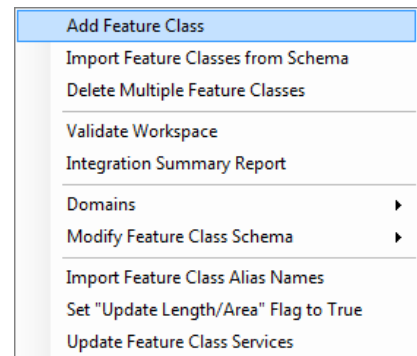 Add Feature Class
Import Feature Classes from Schema
Delete Multiple Feature Classes
Validate Workspace
Integration Summary Report
Domains
Modify Feature Class Schema
Import Feature Class Alias Names
Set "Update Length/Area" Flag to True
Update Feature Class Services